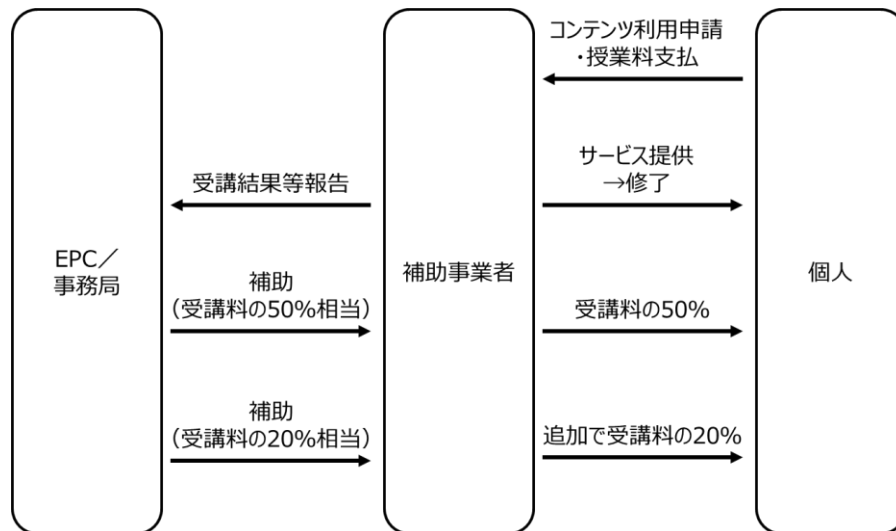 コンテンツ利用申請
・授業料支払
サービス提供
→修了
受講結果等報告
EPC／
事務局
補助事業者
個人
補助
（受講料の50%相当）
受講料の50%
補助
（受講料の20%相当）
追加で受講料の20%